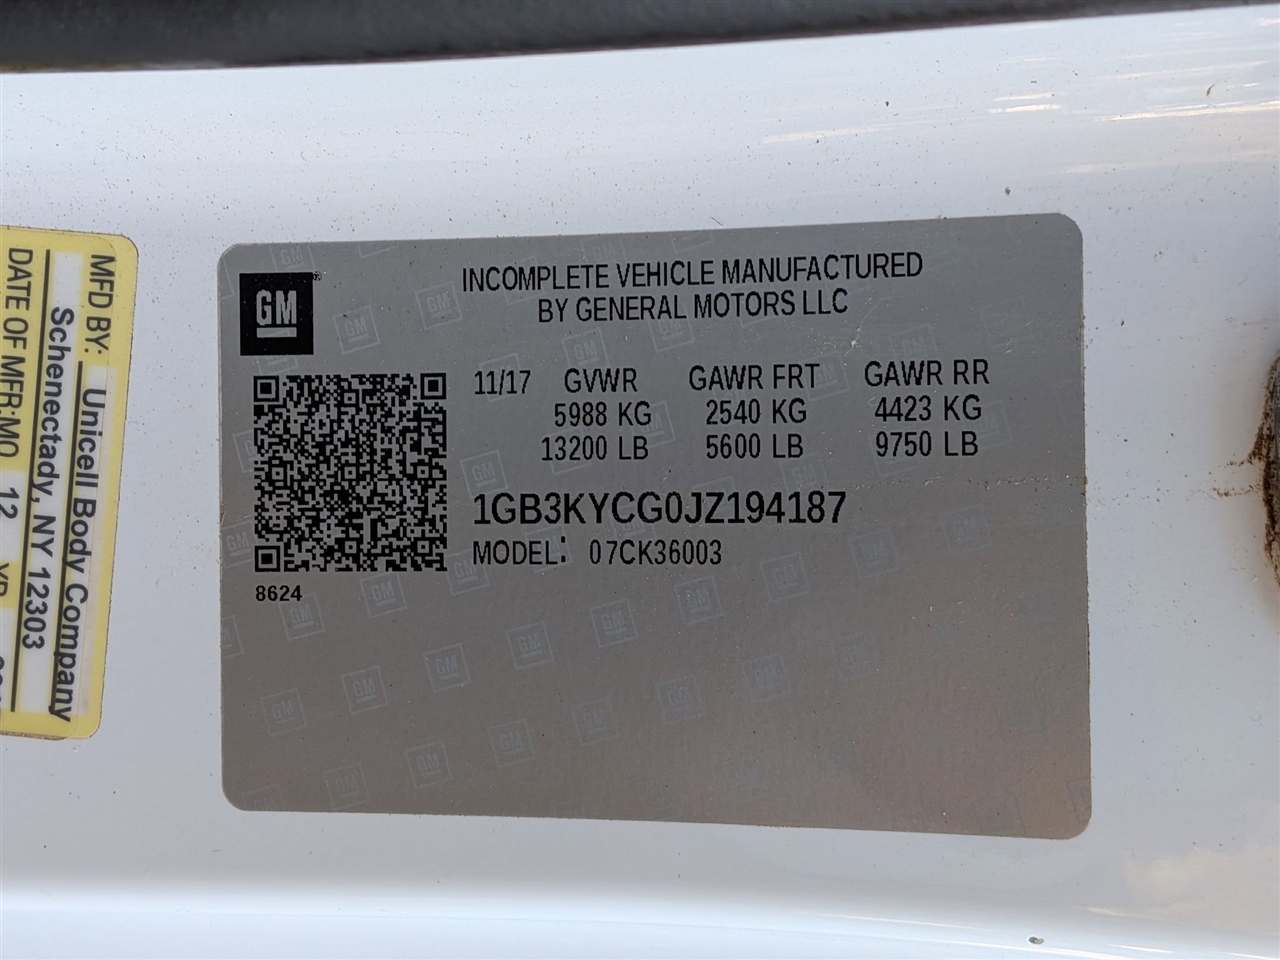 GM
INCOMPLETE VEHICLE MANUFACTURED
BY GENERAL MOTORS LLC
11/17 GVWR GAWR FRT GAWR RR
5988 KG 2540 KG 4423 KG
13200 LB 5600 LB 9750 LB
1GB3KYCG0JZ194187
MODEL: 07CK36003
8624
MFD BY: Unicell Body Company
Schenectady, NY 12303
DATE OF MFR:MO 12 YR